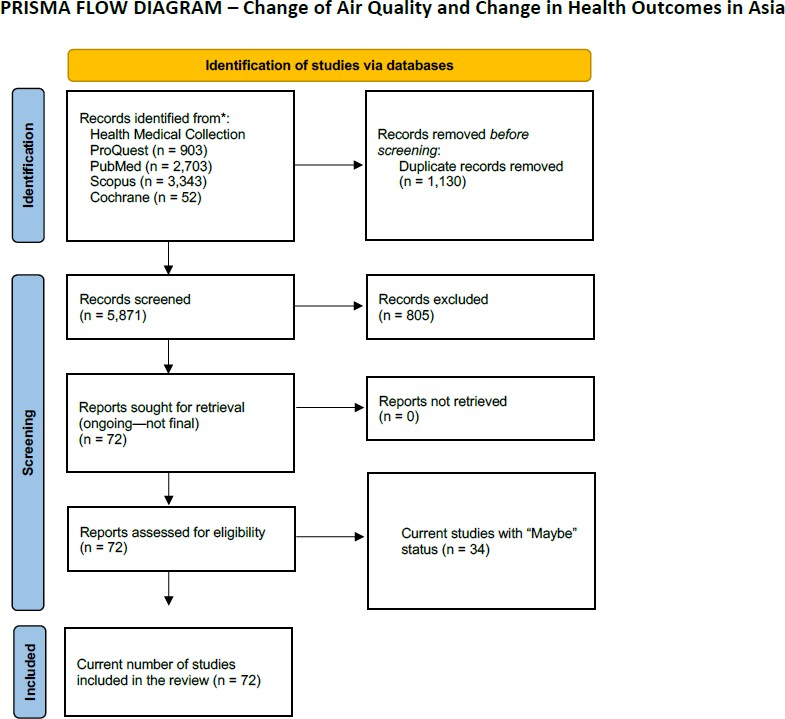 PRISMA FLOW DIAGRAM – Change of Air Quality and Change in Health Outcomes in Asia
Identification of studies via databases
Identification
Records identified from*:
Health Medical Collection
ProQuest (n = 903)
PubMed (n = 2,703)
Scopus (n = 3,343)
Cochrane (n = 52)
Records removed before
screening:
Duplicate records removed
(n = 1,130)
Screening
Records screened
(n = 5,871)
Records excluded
(n = 805)
Reports sought for retrieval
(ongoing—not final)
(n = 72)
Reports not retrieved
(n = 0)
Reports assessed for eligibility
(n = 72)
Current studies with “Maybe”
status (n = 34)
Included
Current number of studies
included in the review (n = 72)